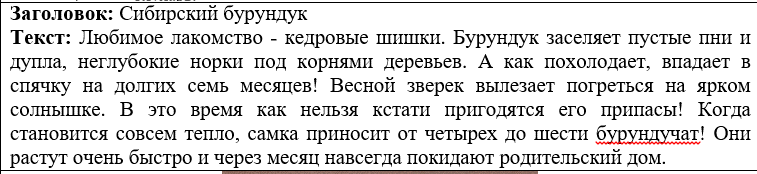 Заголовок: Сибирский бурундук
Текст: Любимое лакомство - кедровые шишки. Бурундук заселяет пустые пни и
дупла, неглубокие норки под корнями деревьев. А как похолодает, впадает в
спячку на долгих семь месяцев! Весной зверек вылезает погреться на ярком
солнышке. В это время как нельзя кстати пригодятся его припасы! Когда
становится совсем тепло, самка приносит от четырех до шести бурундучат! Они
растут очень быстро и через месяц навсегда покидают родительский дом.